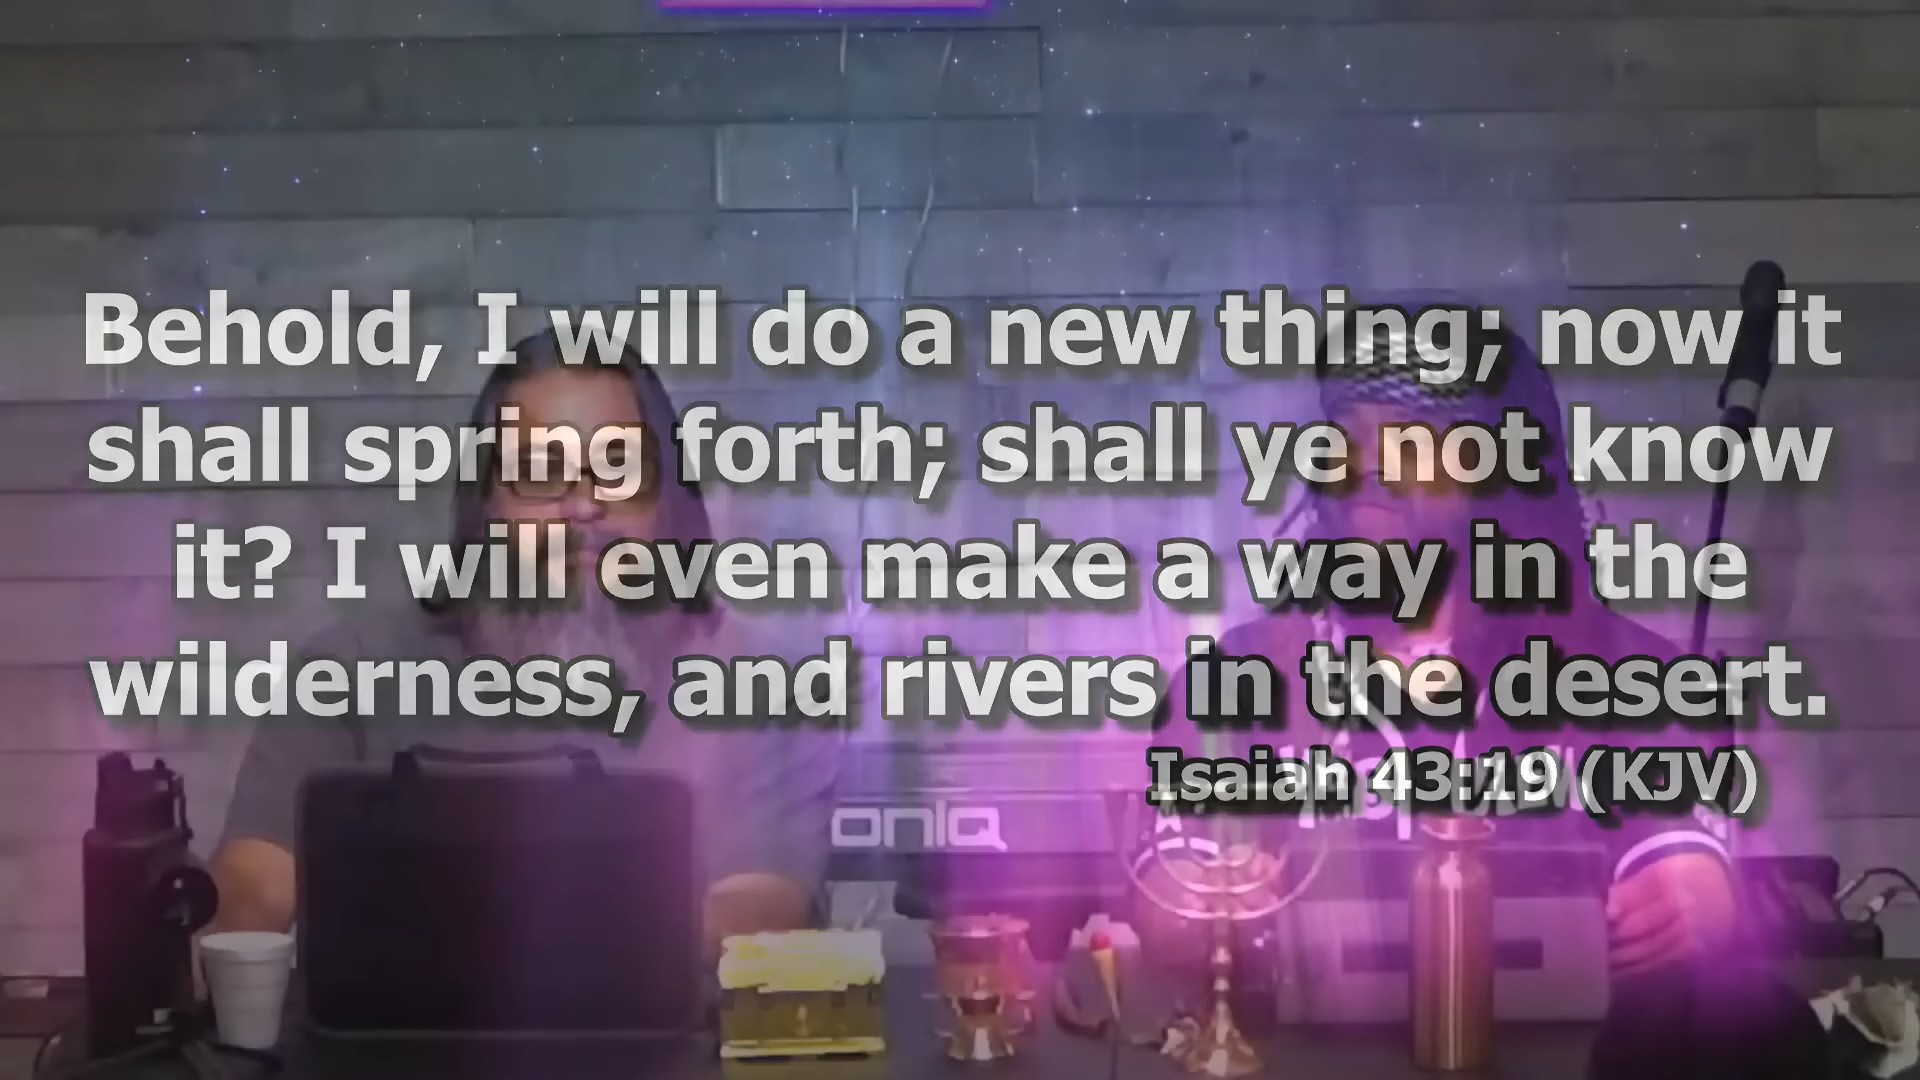 Behold, I will do a new thing; now it
shall spring forth; shall ye not know
it? I will even make a way in the
wilderness, and rivers in the desert.
Isaiah 43:19 (KJV)
onIQ